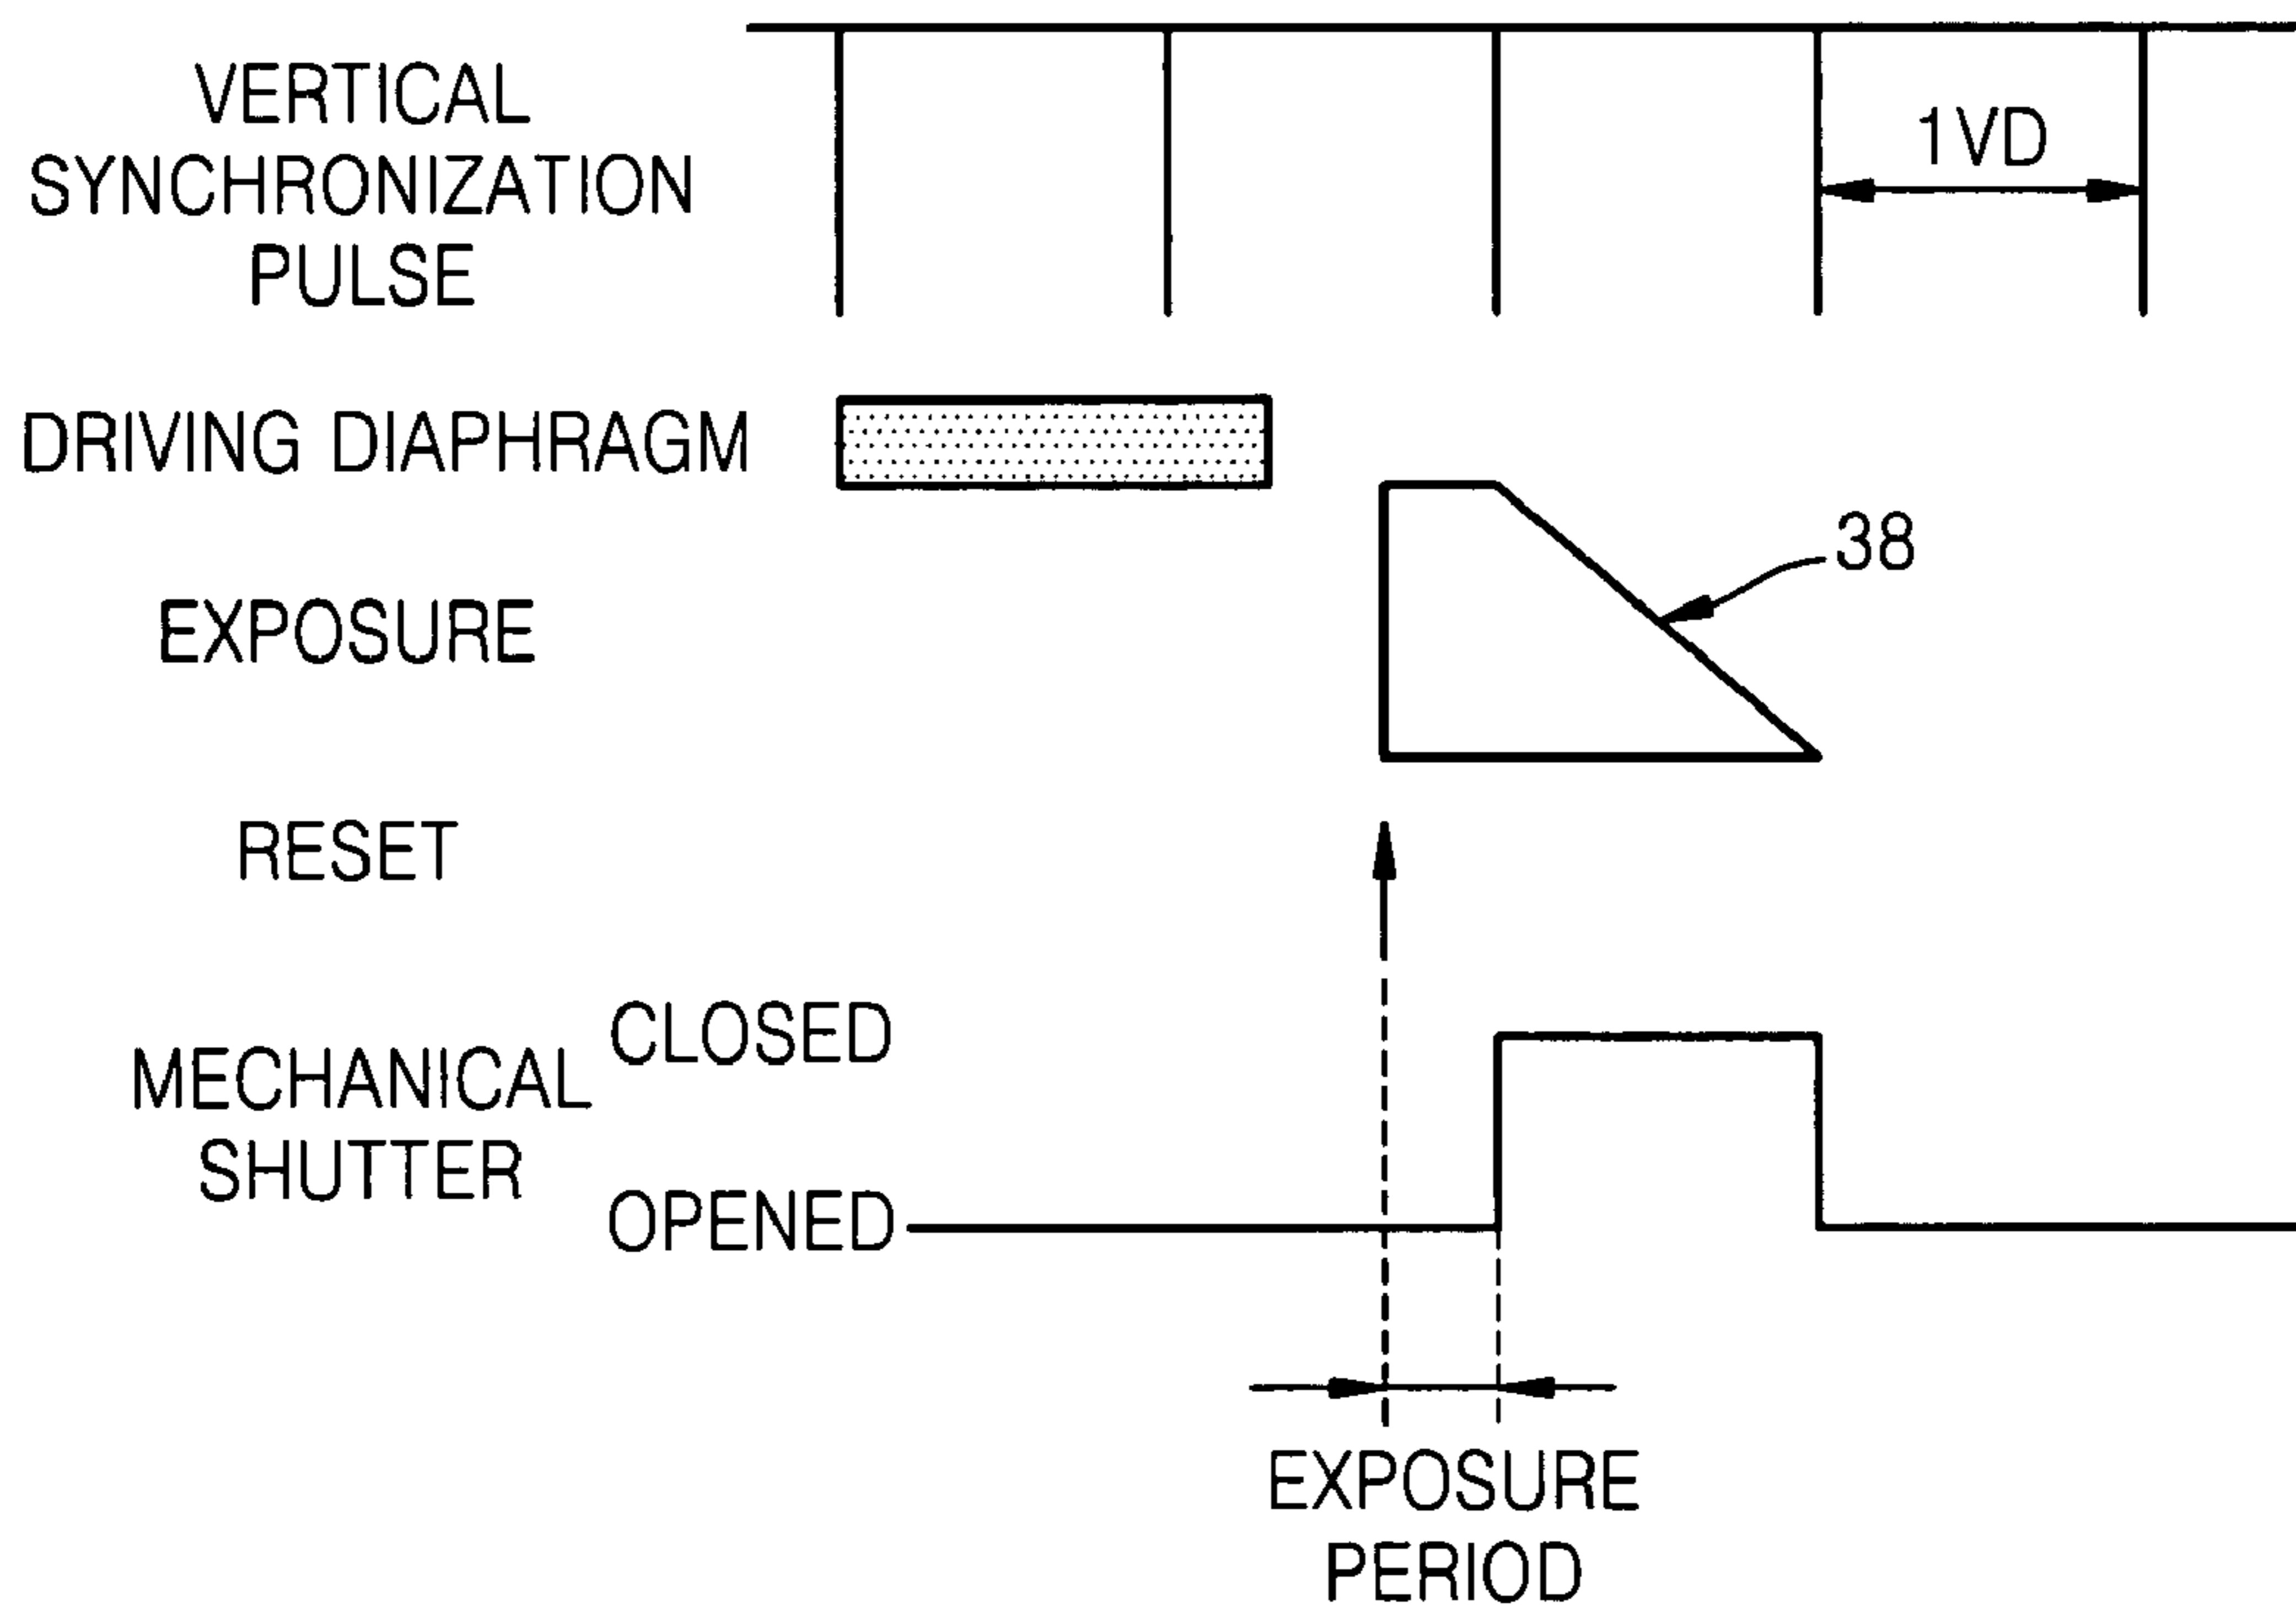 VERTICAL
SYNCHRONIZATION
PULSE
1VD
DRIVING DIAPHRAGM
38
EXPOSURE
RESET
CLOSED
MECHANICAL
SHUTTER
OPENED
EXPOSURE
PERIOD